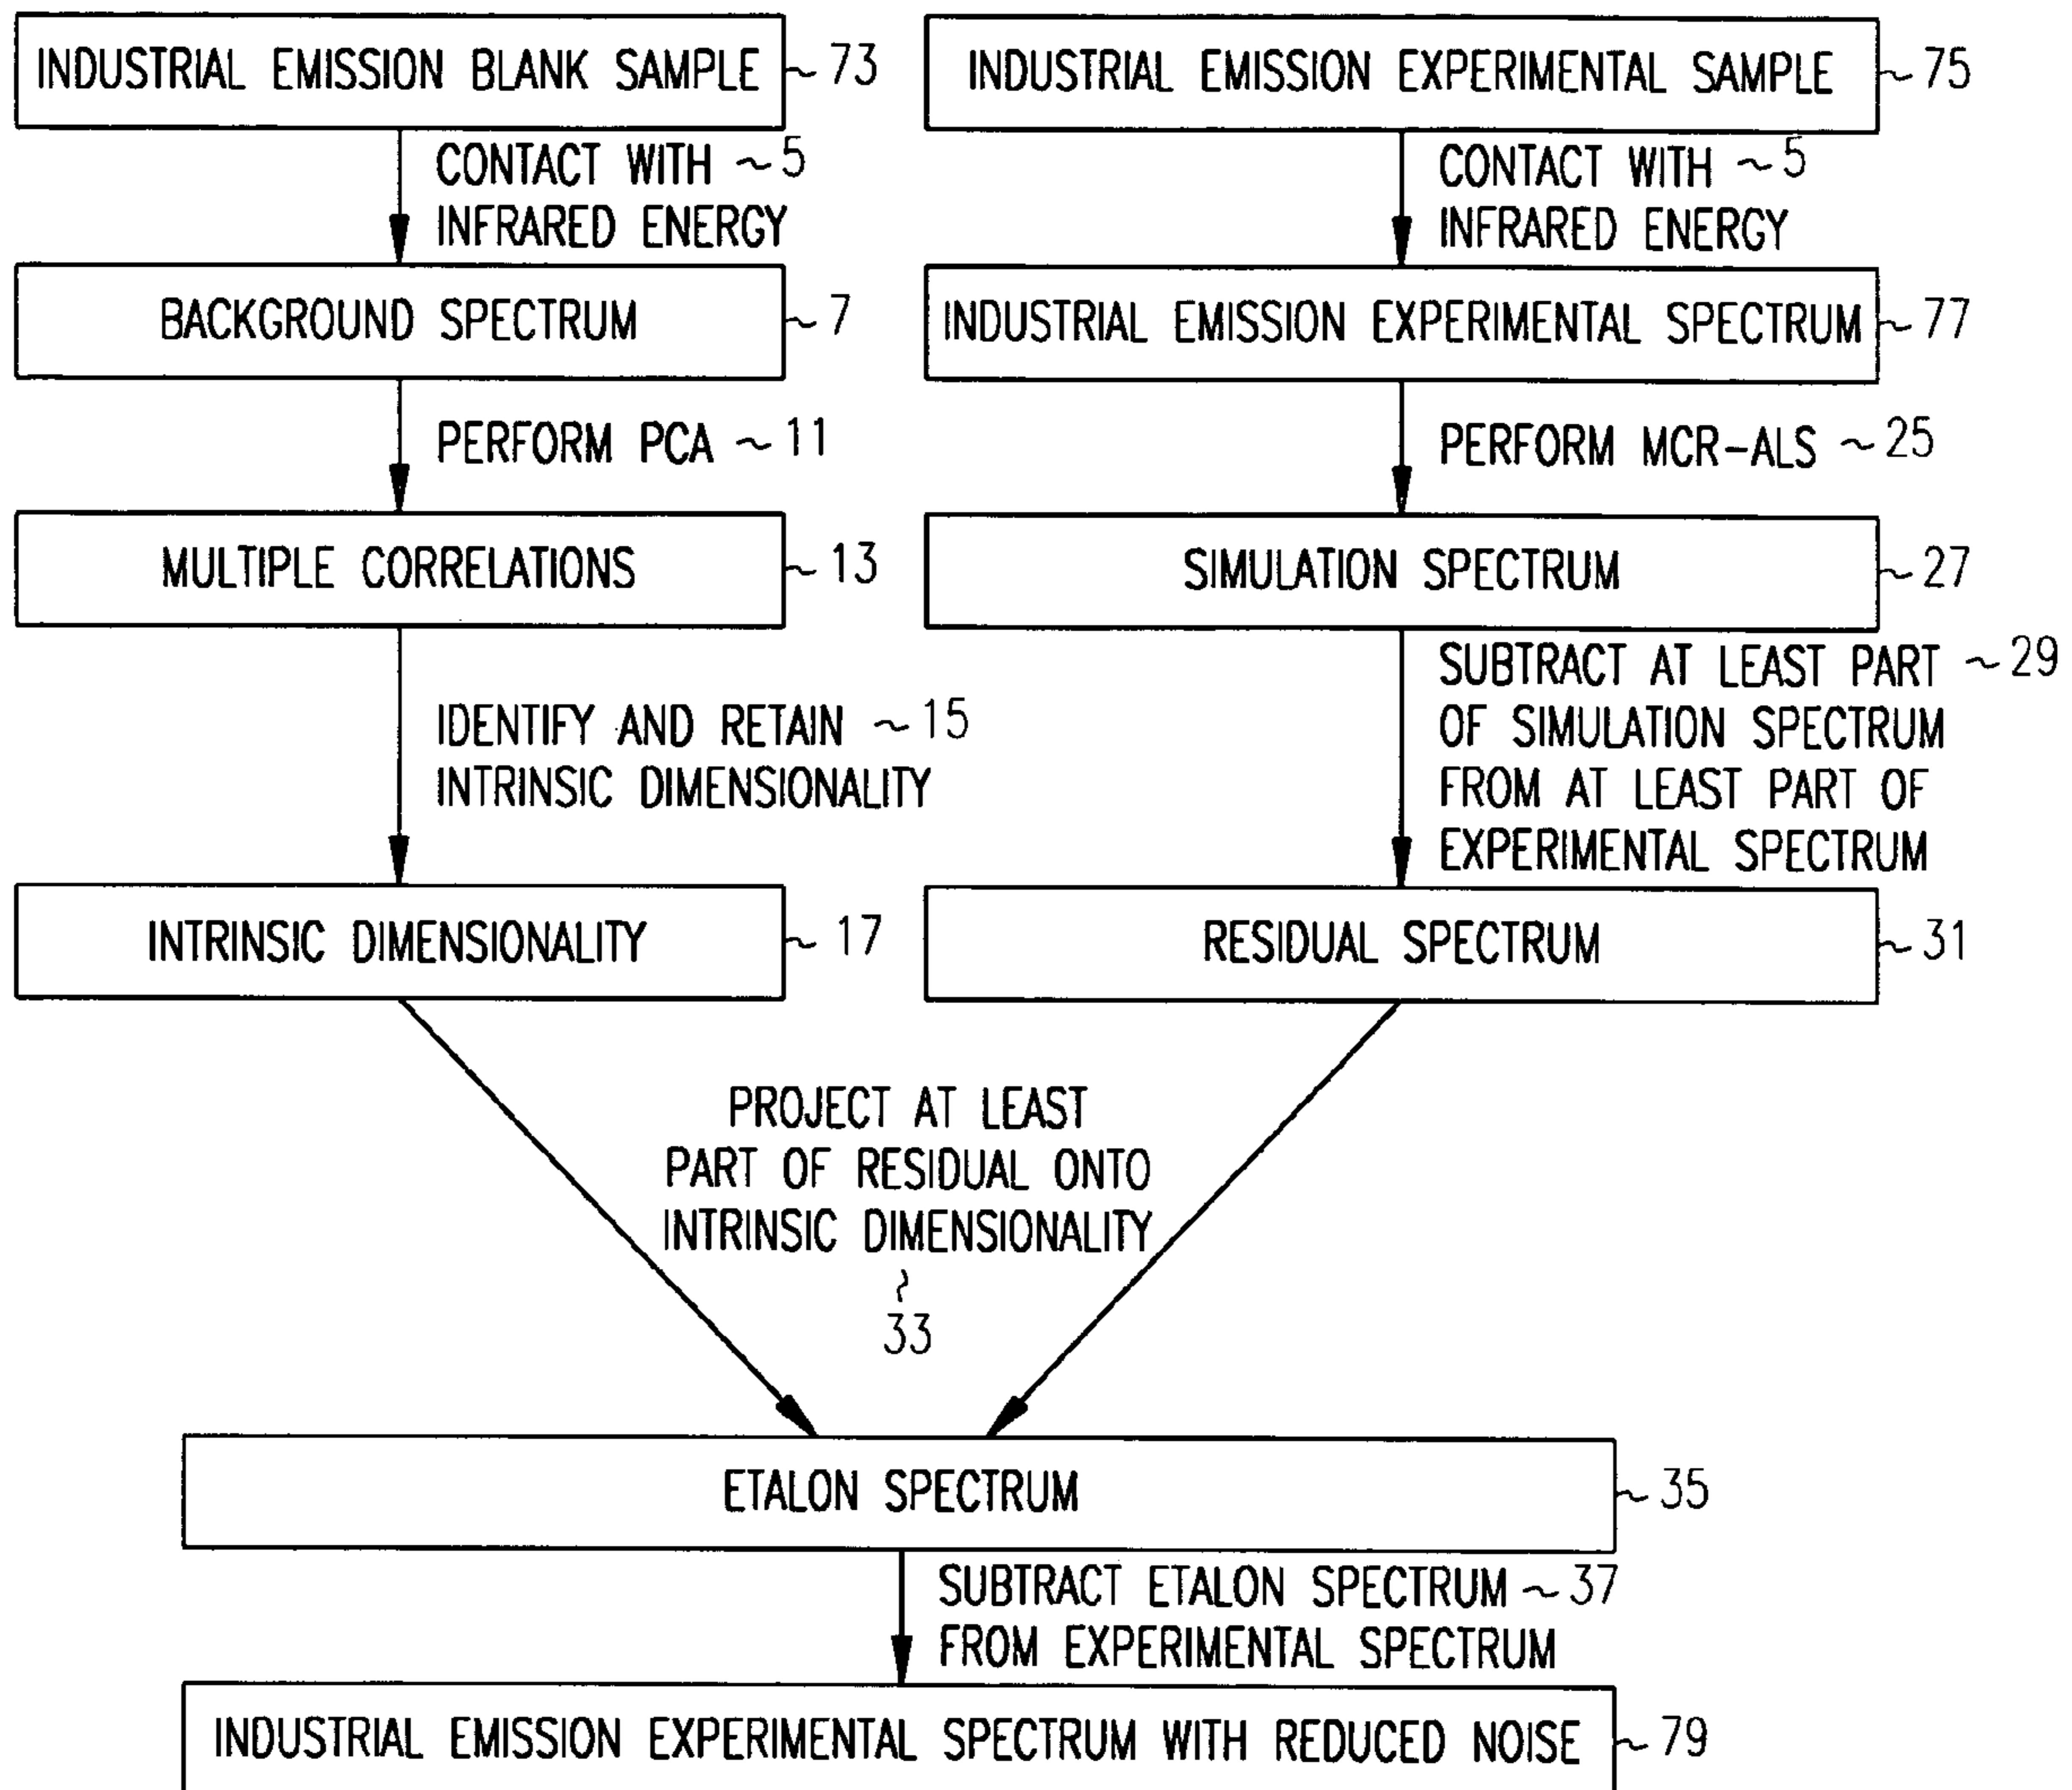 INDUSTRIAL EMISSION BLANK SAMPLE ~73
INDUSTRIAL EMISSION EXPERIMENTAL SAMPLE ~75
CONTACT WITH ~5
INFRARED ENERGY
CONTACT WITH ~5
INFRARED ENERGY
BACKGROUND SPECTRUM ~7
INDUSTRIAL EMISSION EXPERIMENTAL SPECTRUM ~77
PERFORM PCA ~11
PERFORM MCR-ALS ~25
MULTIPLE CORRELATIONS ~13
SIMULATION SPECTRUM ~27
IDENTIFY AND RETAIN ~15
INTRINSIC DIMENSIONALITY
SUBTRACT AT LEAST PART ~29
OF SIMULATION SPECTRUM
FROM AT LEAST PART OF
EXPERIMENTAL SPECTRUM
INTRINSIC DIMENSIONALITY ~17
RESIDUAL SPECTRUM ~31
PROJECT AT LEAST
PART OF RESIDUAL ONTO
INTRINSIC DIMENSIONALITY
~
33
ETALON SPECTRUM ~35
SUBTRACT ETALON SPECTRUM ~37
FROM EXPERIMENTAL SPECTRUM
INDUSTRIAL EMISSION EXPERIMENTAL SPECTRUM WITH REDUCED NOISE ~79